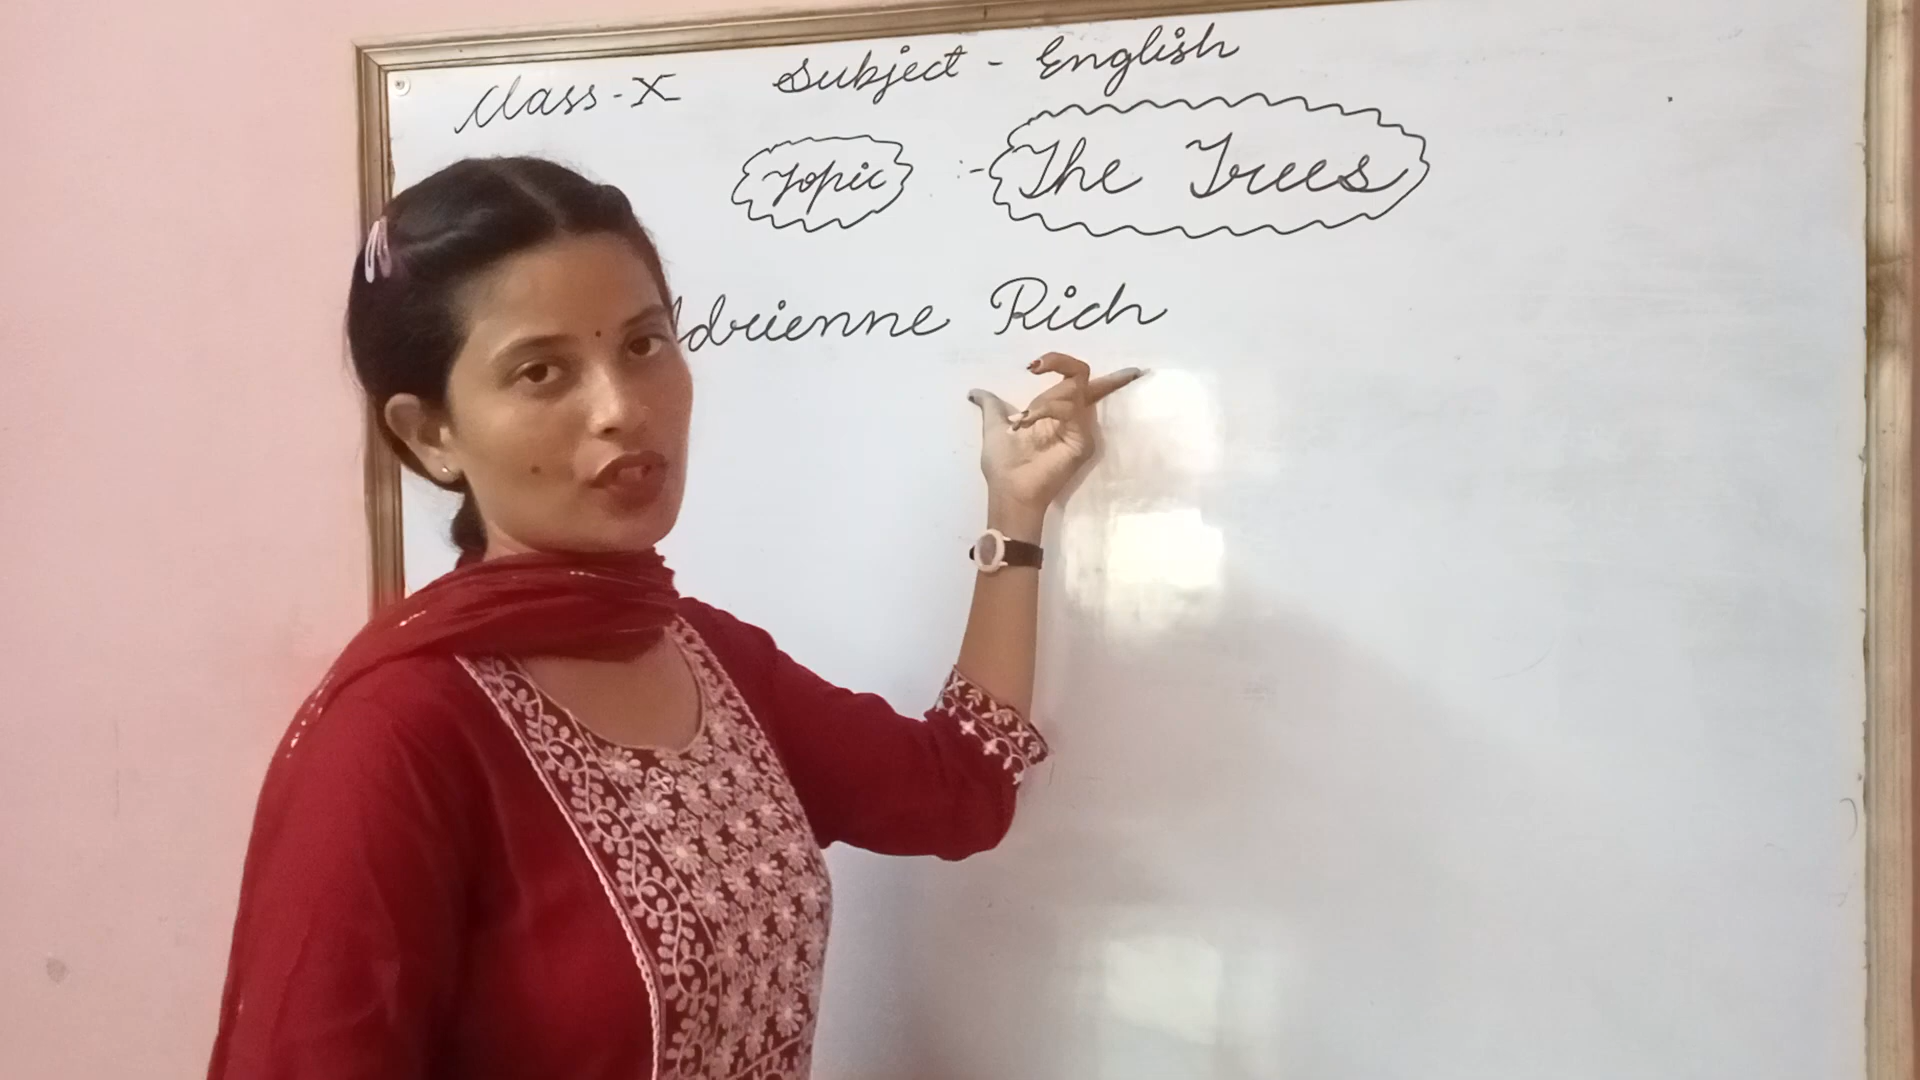 Class-X Subject - English
Topic :- The Trees
Adrienne Rich